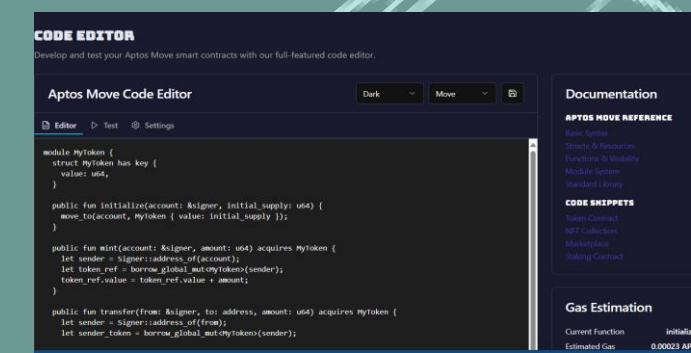 CODE EDITOR
Develop and test your Aptos Move smart contracts with our full-featured code editor.
Aptos Move Code Editor
Dark
Move
Editor
Test
Settings
module MyToken {
struct MyToken has key {
value: u64,
}
public fun initialize(account: &signer, initial_supply: u64) {
move_to(account, MyToken { value: initial_supply });
}
public fun mint(account: &signer, amount: u64) acquires MyToken {
let sender = Signer::address_of(account);
let token_ref = borrow_global_mut<MyToken>(sender);
token_ref.value = token_ref.value + amount;
}
public fun transfer(from: &signer, to: address, amount: u64) acquires MyToken {
let sender = Signer::address_of(from);
let sender_token = borrow_global_mut<MyToken>(sender);
Documentation
APTOS MOVE REFERENCE
Basic Syntax
Structs & Resources
Functions & Visibility
Module System
Standard Library
CODE SNIPPETS
Token Contract
NFT Collection
Marketplace
Staking Contract
Gas Estimation
Current Function
initializ
Estimated Gas
0.00023 AP